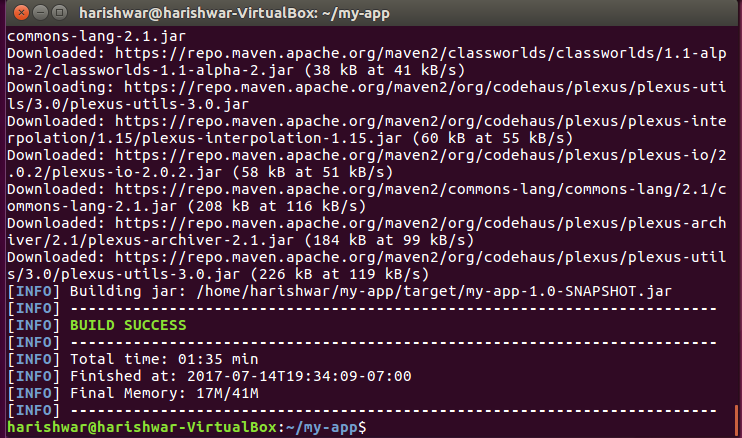 harishwar@harishwar-VirtualBox: ~/my-app
commons-lang-2.1.jar
Downloaded: https://repo.maven.apache.org/maven2/classworlds/classworlds/1.1-alp
ha-2/classworlds-1.1-alpha-2.jar (38 kB at 41 kB/s)
Downloading: https://repo.maven.apache.org/maven2/org/codehaus/plexus/plexus-uti
ls/3.0/plexus-utils-3.0.jar
Downloaded: https://repo.maven.apache.org/maven2/org/codehaus/plexus/plexus-inte
rpolation/1.15/plexus-interpolation-1.15.jar (60 kB at 55 kB/s)
Downloaded: https://repo.maven.apache.org/maven2/org/codehaus/plexus/plexus-io/2
.0.2/plexus-io-2.0.2.jar (58 kB at 51 kB/s)
Downloaded: https://repo.maven.apache.org/maven2/commons-lang/commons-lang/2.1/c
ommons-lang-2.1.jar (208 kB at 116 kB/s)
Downloaded: https://repo.maven.apache.org/maven2/org/codehaus/plexus/plexus-arch
iver/2.1/plexus-archiver-2.1.jar (184 kB at 99 kB/s)
Downloaded: https://repo.maven.apache.org/maven2/org/codehaus/plexus/plexus-util
s/3.0/plexus-utils-3.0.jar (226 kB at 119 kB/s)
[INFO] Building jar: /home/harishwar/my-app/target/my-app-1.0-SNAPSHOT.jar
[INFO] ------------------------------------------------------------------------
[INFO] BUILD SUCCESS
[INFO] ------------------------------------------------------------------------
[INFO] Total time: 01:35 min
[INFO] Finished at: 2017-07-14T19:34:09-07:00
[INFO] Final Memory: 17M/41M
[INFO] ------------------------------------------------------------------------
harishwar@harishwar-VirtualBox:~/my-app$